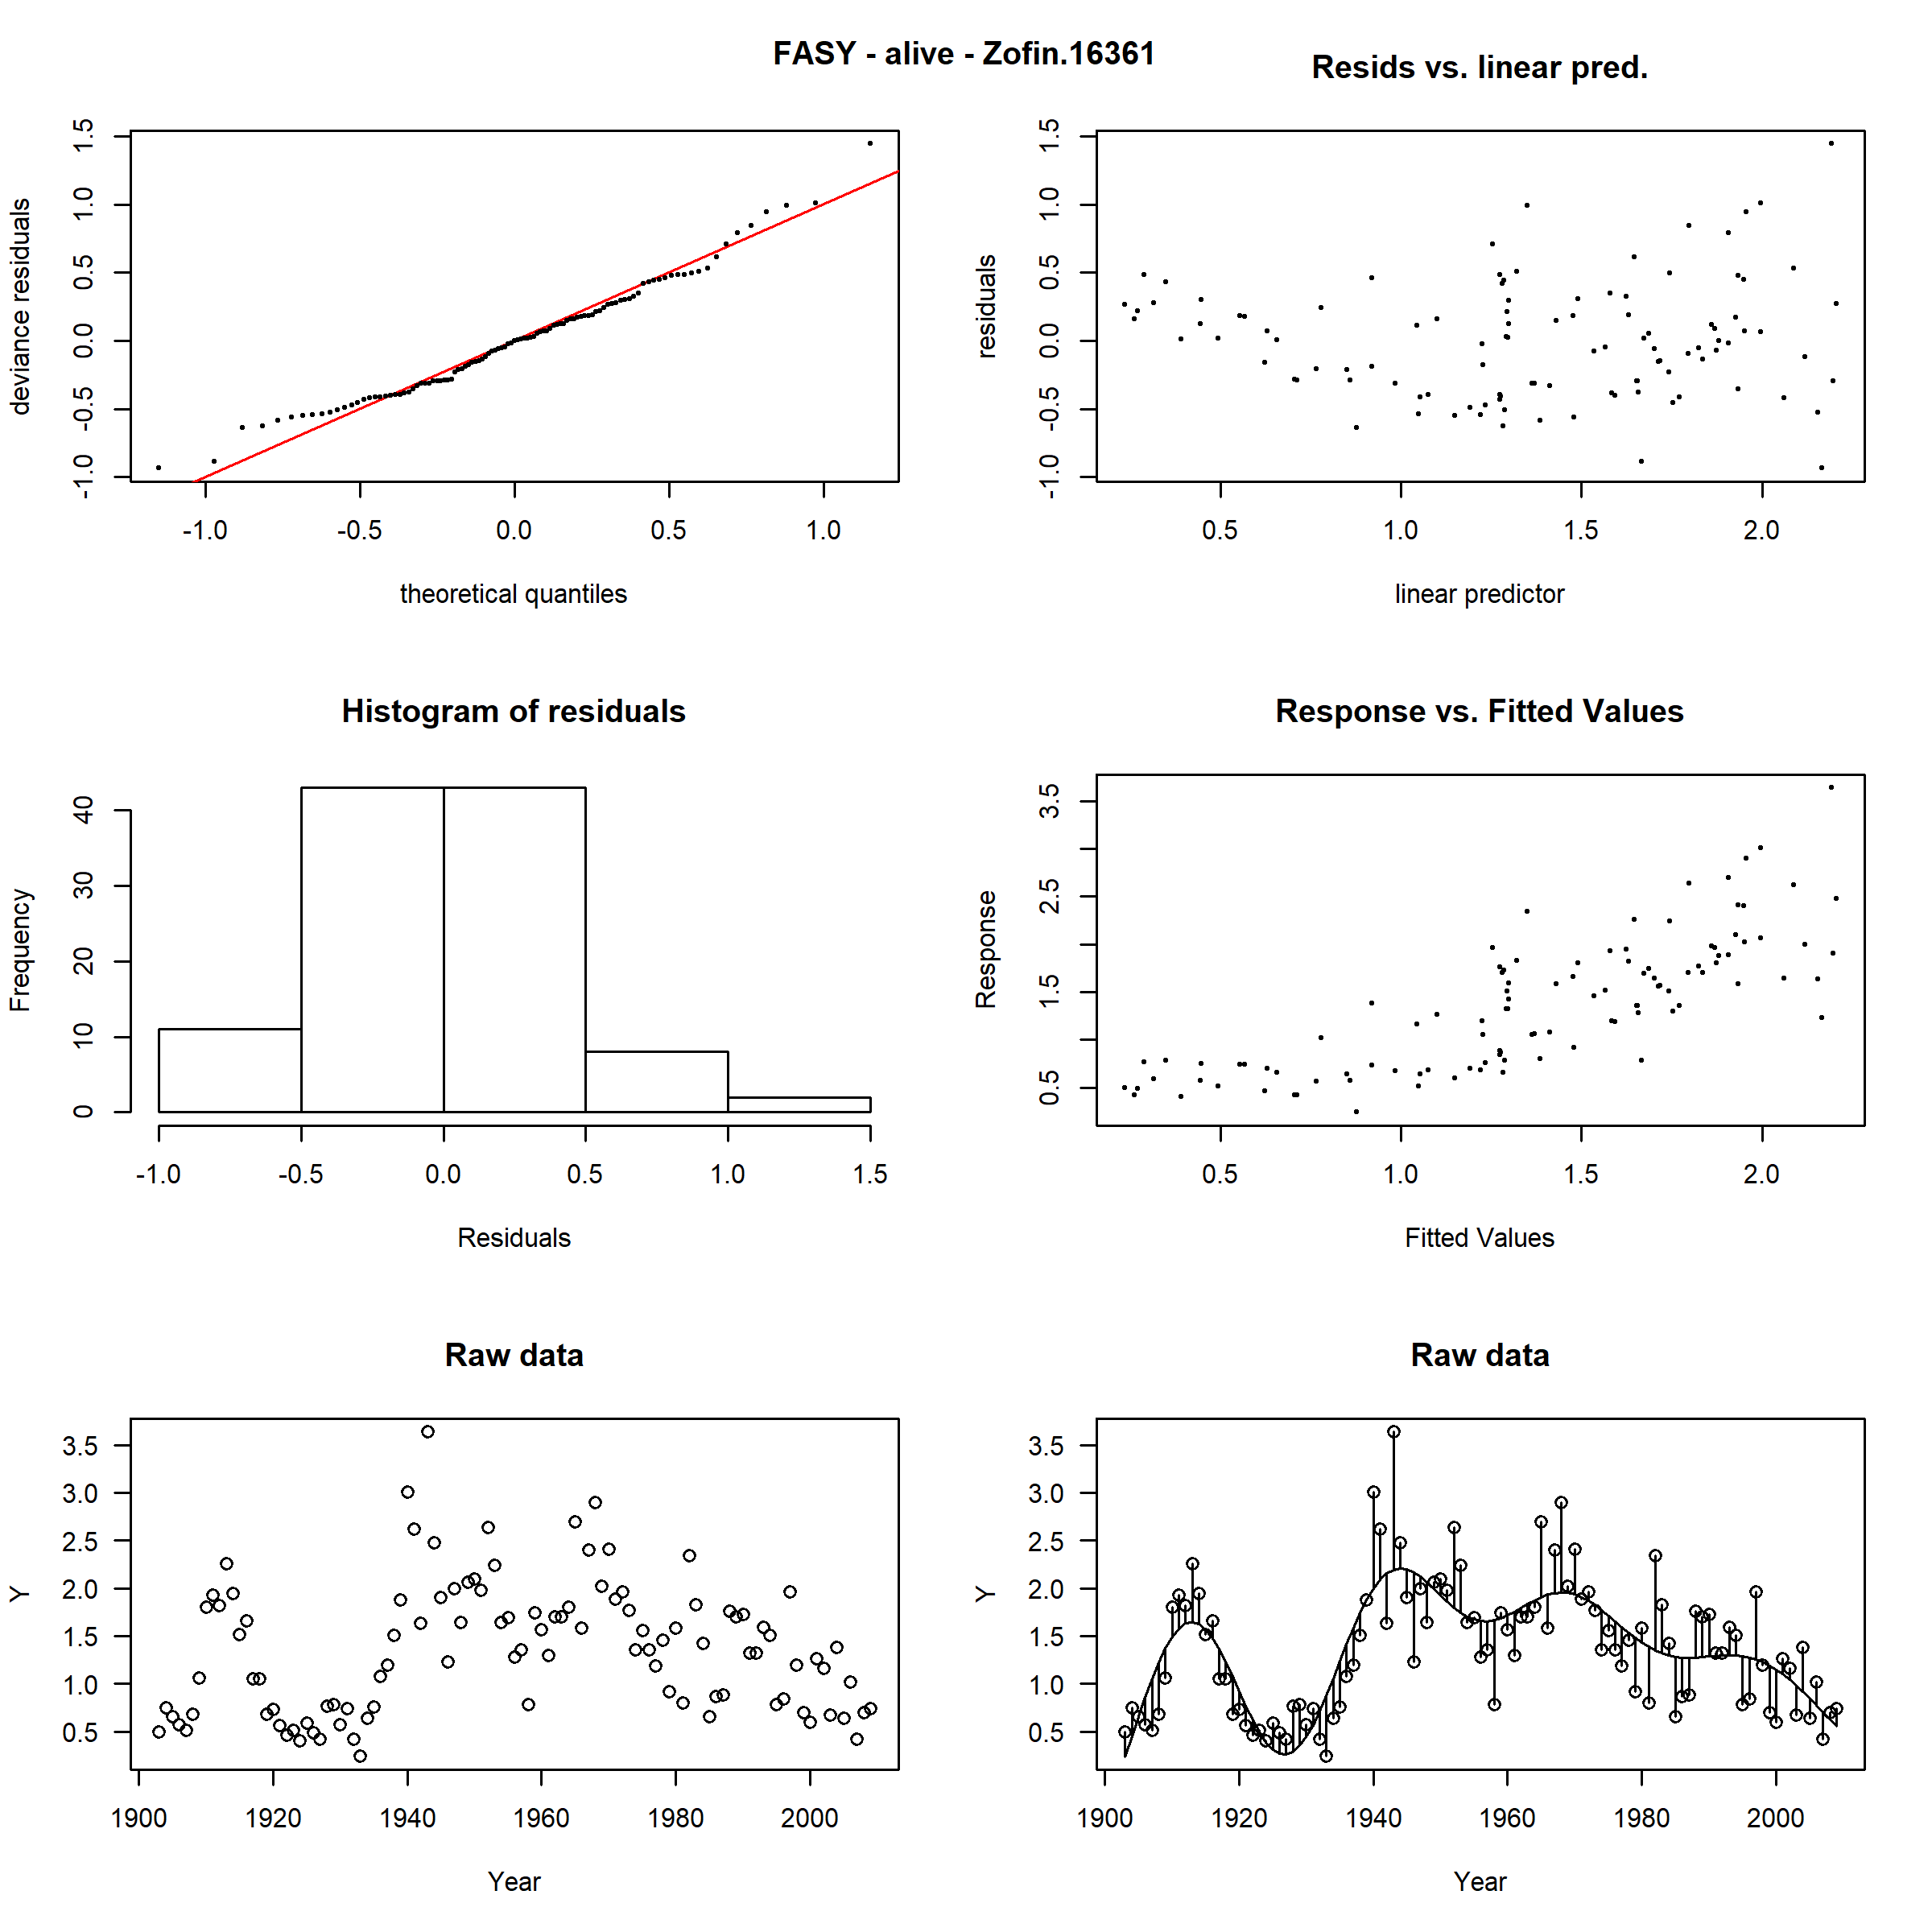 FASY - alive - Zofin.16361
Resids vs. linear pred.
deviance residuals
-1.0 -0.5 0.0 0.5 1.0 1.5
-1.0 -0.5 0.0 0.5 1.0
theoretical quantiles
residuals
-1.0 -0.5 0.0 0.5 1.0 1.5
0.5 1.0 1.5 2.0
linear predictor
Histogram of residuals
Frequency
0 10 20 30 40
-1.0 -0.5 0.0 0.5 1.0 1.5
Residuals
Response vs. Fitted Values
Response
0.5 1.5 2.5 3.5
0.5 1.0 1.5 2.0
Fitted Values
Raw data
Y
3.5
3.0
2.5
2.0
1.5
1.0
0.5
1900 1920 1940 1960 1980 2000
Year
Raw data
Y
3.5
3.0
2.5
2.0
1.5
1.0
0.5
1900 1920 1940 1960 1980 2000
Year